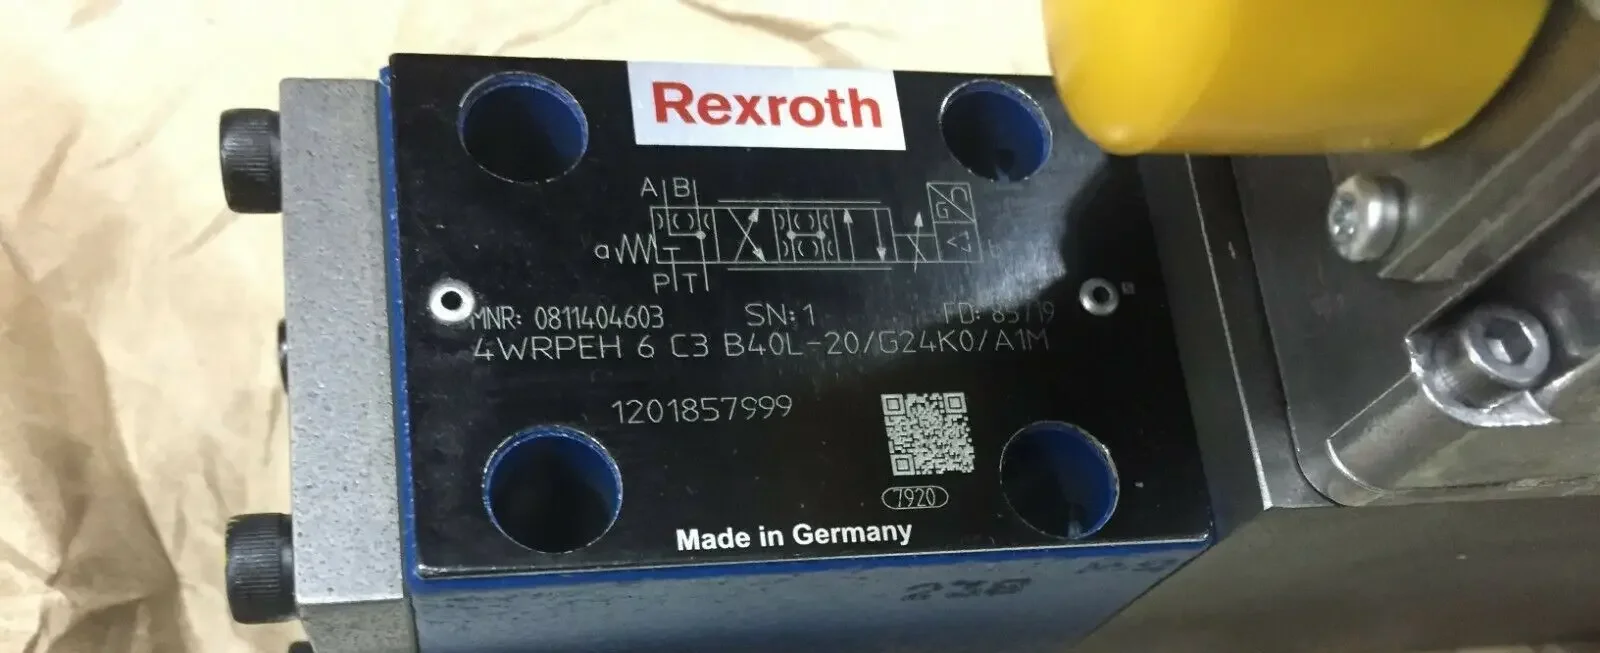 Rexroth
A B
a
P T
MNR: 0811404603 SN: 1 FD: 85719
4WRPEH 6 C3 B40L-20/G24K0/A1M
1201857999
7920
Made in Germany